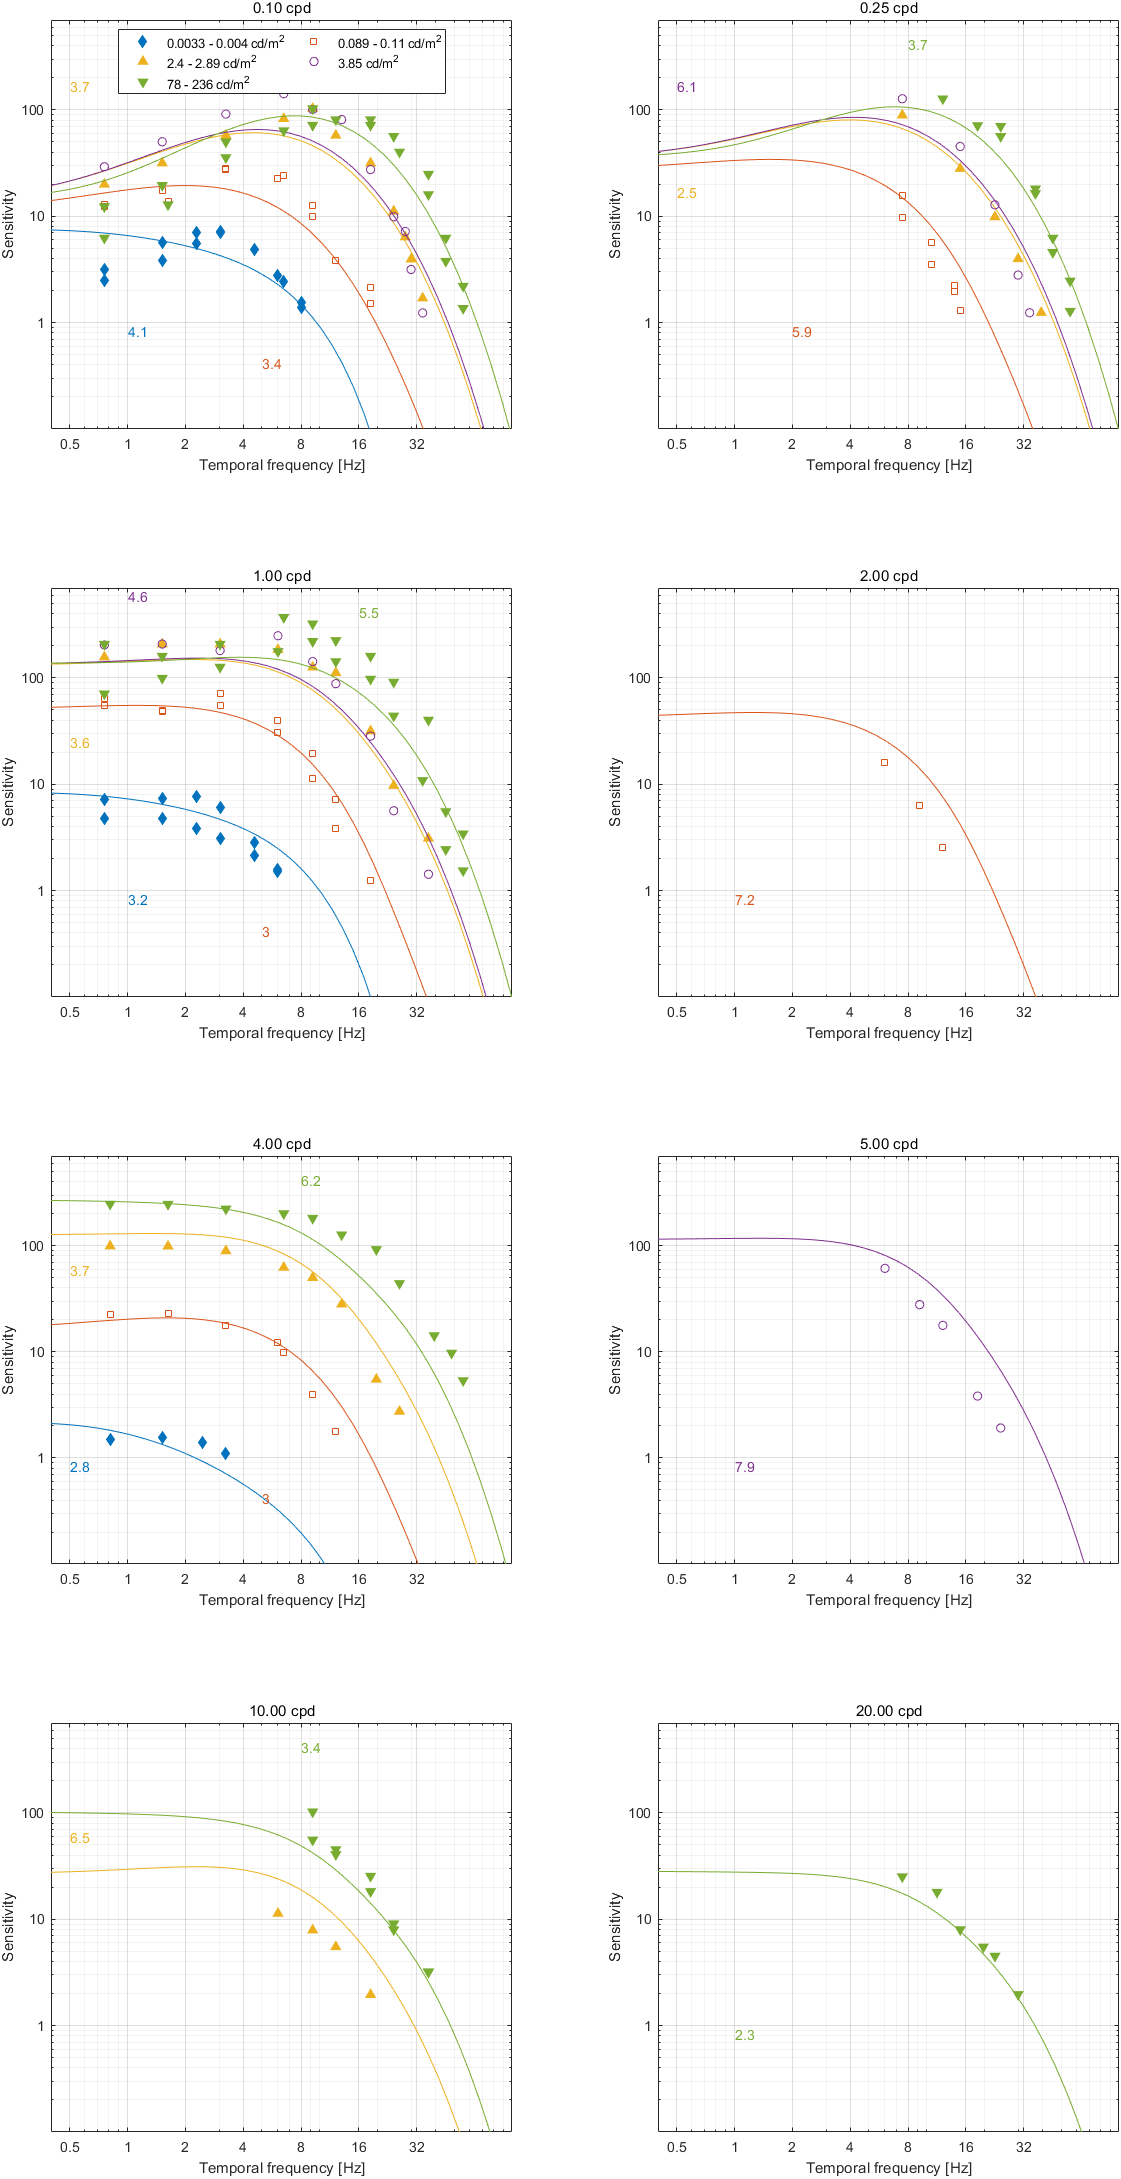 0.10 cpd
0.0033 - 0.004 cd/m2
0.089 - 0.11 cd/m2
2.4 - 2.89 cd/m2
3.85 cd/m2
78 - 236 cd/m2
3.7
4.1
3.4
100
10
1
Sensitivity
0.5 1 2 4 8 16 32
Temporal frequency [Hz]
0.25 cpd
3.7
6.1
2.5
5.9
100
10
1
Sensitivity
0.5 1 2 4 8 16 32
Temporal frequency [Hz]
1.00 cpd
4.6
5.5
3.6
3.2
3
100
10
1
Sensitivity
0.5 1 2 4 8 16 32
Temporal frequency [Hz]
2.00 cpd
7.2
100
10
1
Sensitivity
0.5 1 2 4 8 16 32
Temporal frequency [Hz]
4.00 cpd
6.2
3.7
2.8
3
100
10
1
Sensitivity
0.5 1 2 4 8 16 32
Temporal frequency [Hz]
5.00 cpd
7.9
100
10
1
Sensitivity
0.5 1 2 4 8 16 32
Temporal frequency [Hz]
10.00 cpd
3.4
6.5
100
10
1
Sensitivity
0.5 1 2 4 8 16 32
Temporal frequency [Hz]
20.00 cpd
2.3
100
10
1
Sensitivity
0.5 1 2 4 8 16 32
Temporal frequency [Hz]